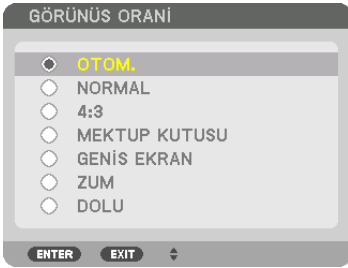 GÖRÜNÜS ORANİ
OTOM.
NORMAL
4:3
MEKTUP KUTUSU
GENİS EKRAN
ZUM
DOLU
ENTER EXIT